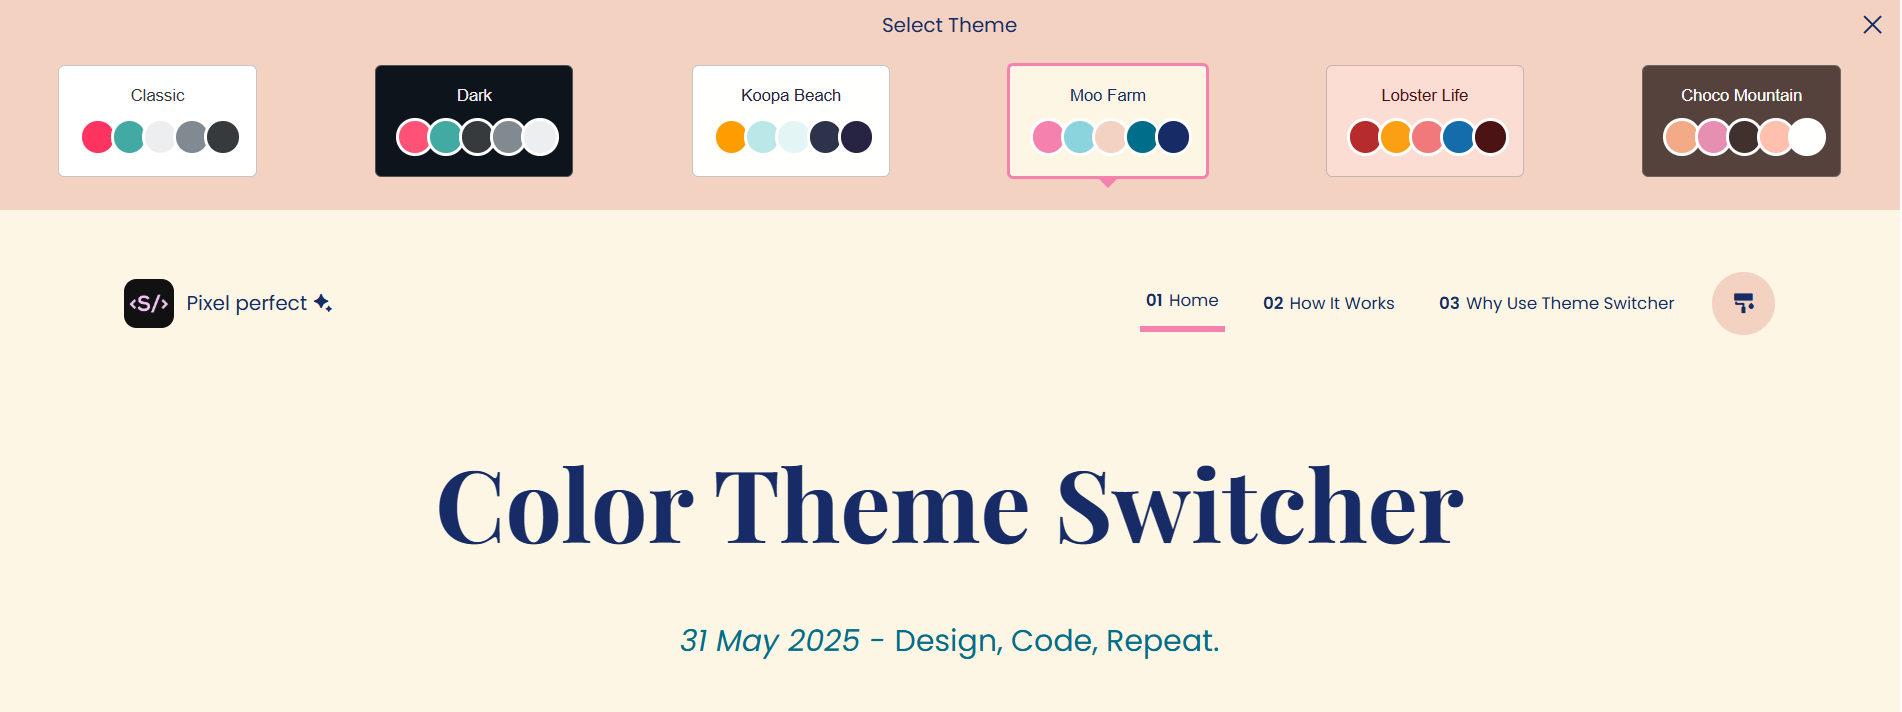 Select Theme
Classic
Dark
Koopa Beach
Moo Farm
Lobster Life
Choco Mountain
<S/> Pixel perfect
01 Home
02 How It Works
03 Why Use Theme Switcher
Color Theme Switcher
31 May 2025 - Design, Code, Repeat.